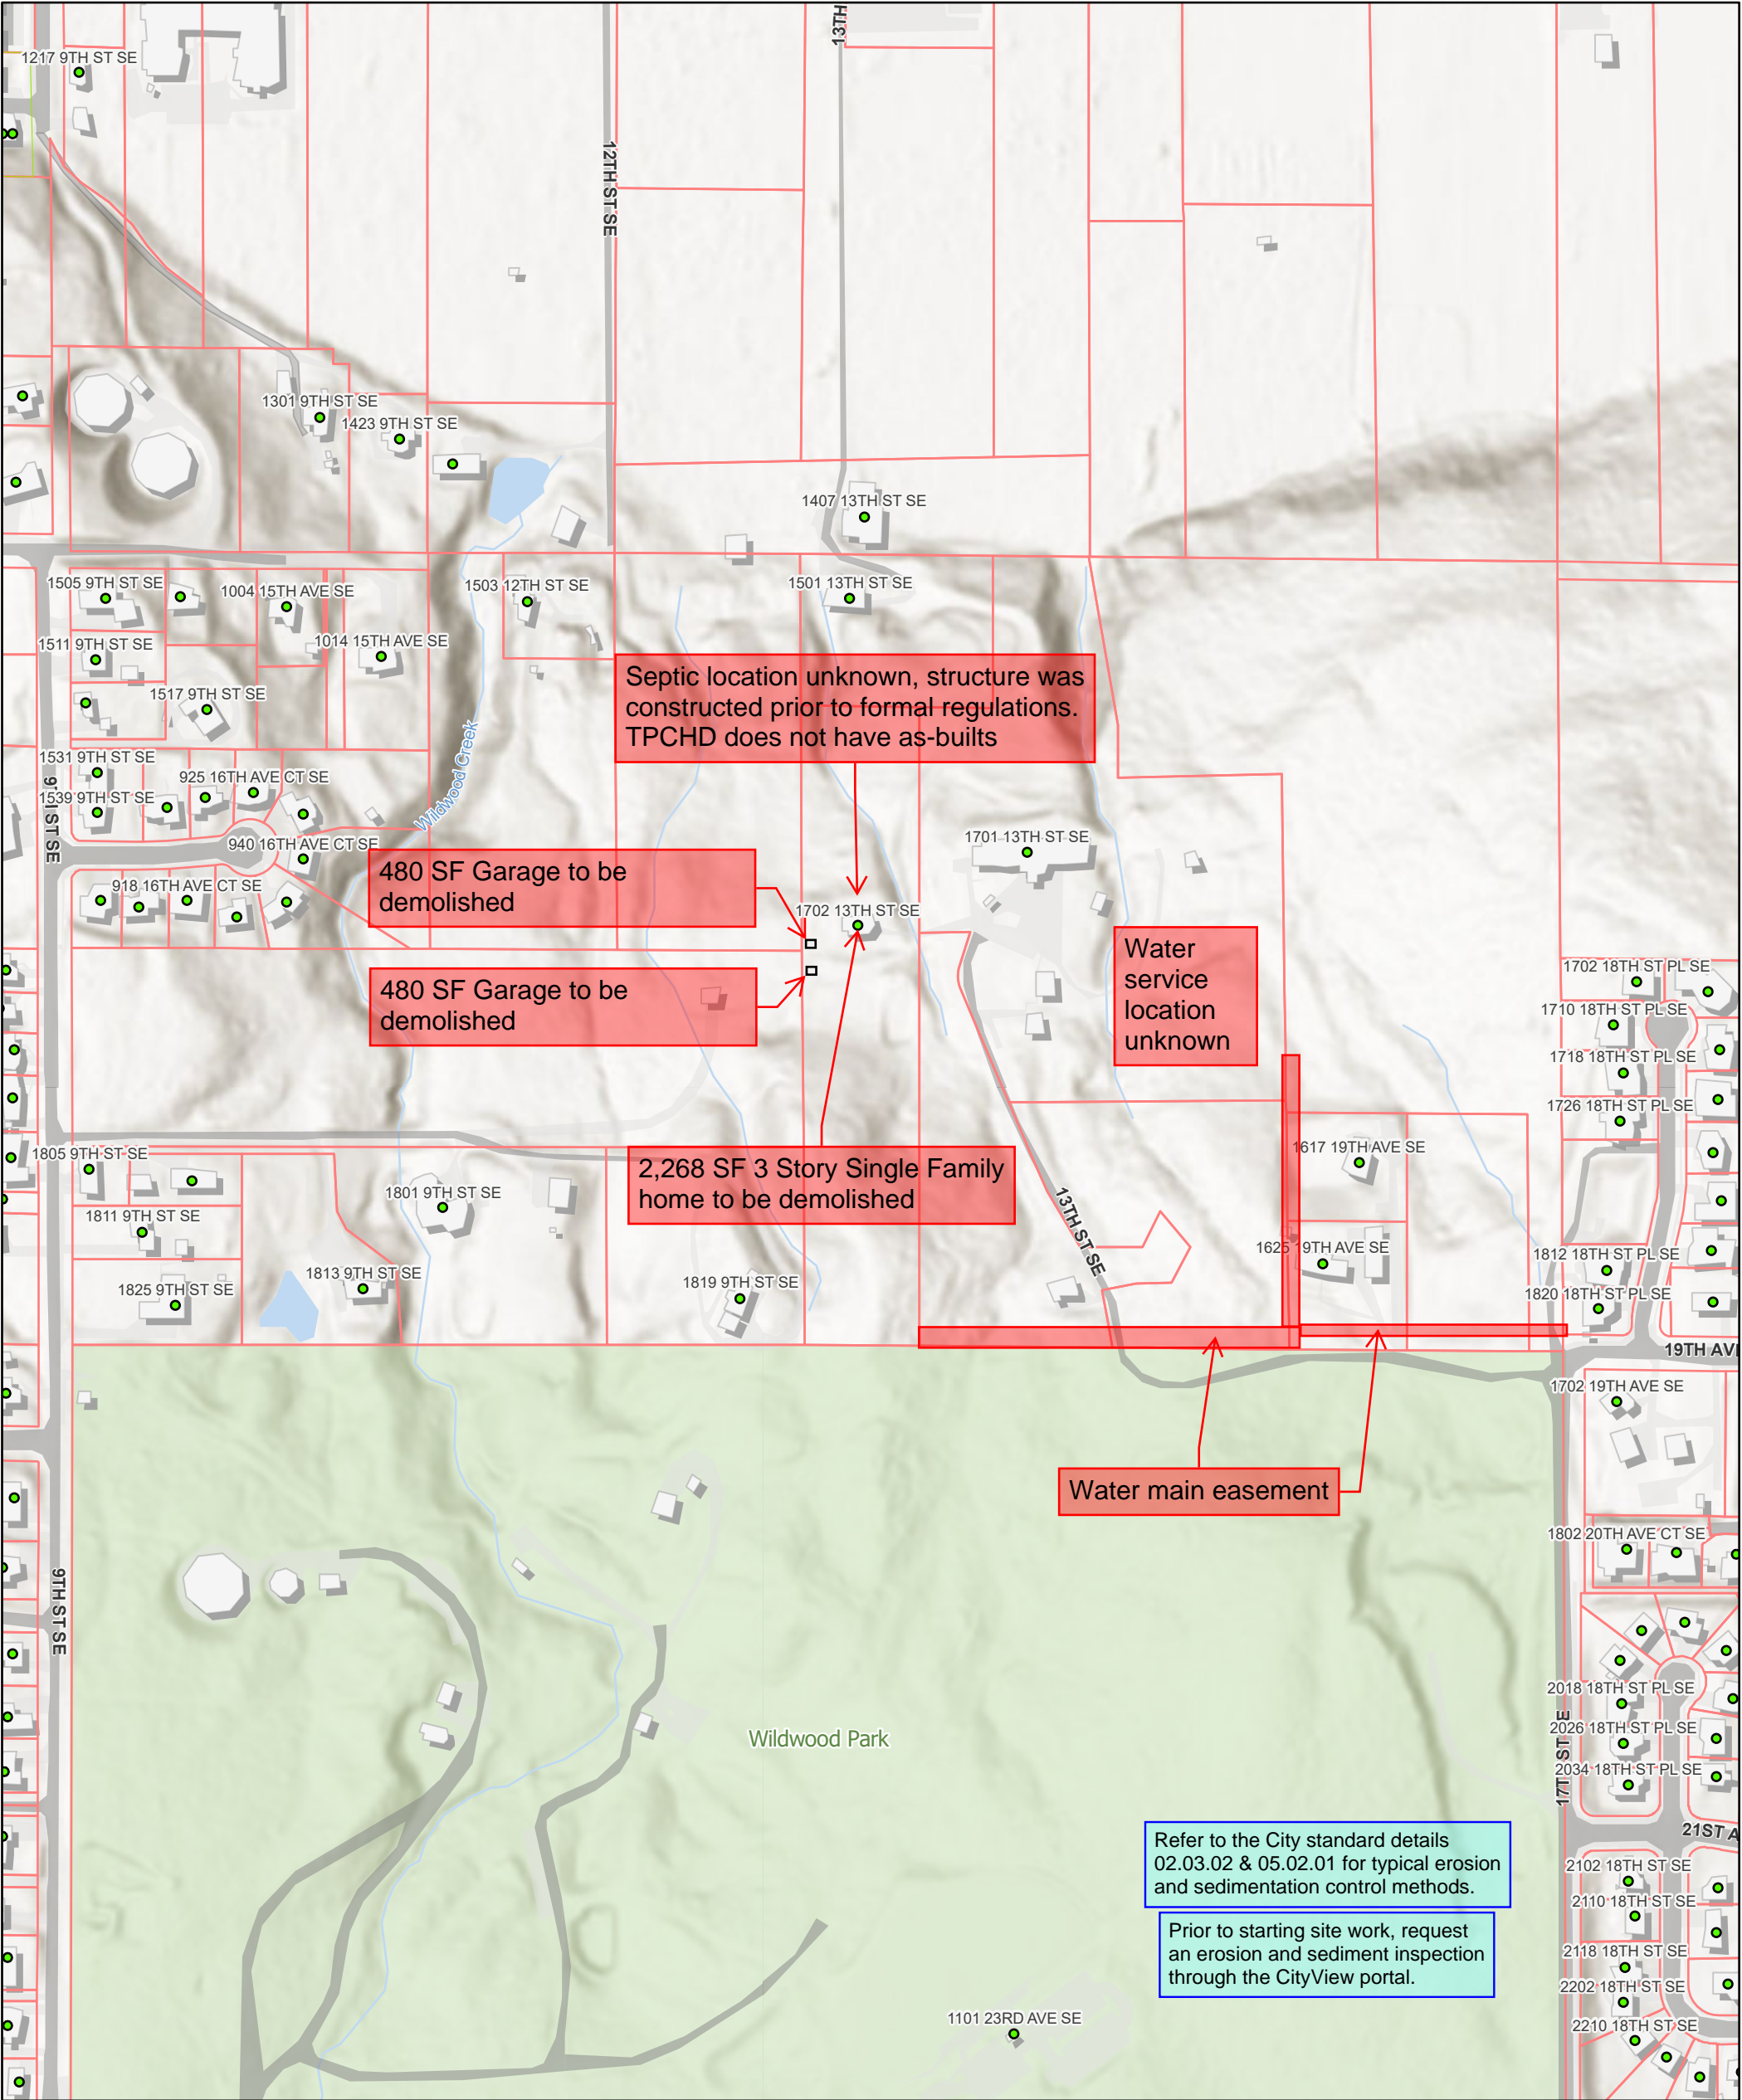 13TH
1217 9TH ST SE
12TH ST SE
1301 9TH ST SE
1423 9TH ST SE
1407 13TH ST SE
1505 9TH ST SE
1004 15TH AVE SE
1503 12TH ST SE
1501 13TH ST SE
1511 9TH ST SE
1014 15TH AVE SE
1517 9TH ST SE
Septic location unknown, structure was
constructed prior to formal regulations.
TPCHD does not have as-builts
Wildwood Creek
1531 9TH ST SE
925 16TH AVE CT SE
1539 9TH ST SE
9TH ST SE
940 16TH AVE CT SE
1701 13TH ST SE
480 SF Garage to be
demolished
918 16TH AVE CT SE
1702 13TH ST SE
Water
service
location
unknown
480 SF Garage to be
demolished
1702 18TH ST PL SE
1710 18TH ST PL SE
1718 18TH ST PL SE
1726 18TH ST PL SE
1805 9TH ST SE
2,268 SF 3 Story Single Family
home to be demolished
1617 19TH AVE SE
1801 9TH ST SE
1811 9TH ST SE
13TH ST SE
1625 19TH AVE SE
1812 18TH ST PL SE
1813 9TH ST SE
1825 9TH ST SE
1819 9TH ST SE
1820 18TH ST PL SE
19TH AV
1702 19TH AVE SE
Water main easement
1802 20TH AVE CT SE
9TH ST SE
2018 18TH ST PL SE
Wildwood Park
2026 18TH ST PL SE
17T ST E
2034 18TH ST PL SE
Refer to the City standard details
02.03.02 & 05.02.01 for typical erosion
and sedimentation control methods.
21ST A
2102 18TH ST SE
2110 18TH ST SE
Prior to starting site work, request
an erosion and sediment inspection
through the CityView portal.
2118 18TH ST SE
2202 18TH ST SE
1101 23RD AVE SE
2210 18TH ST SE